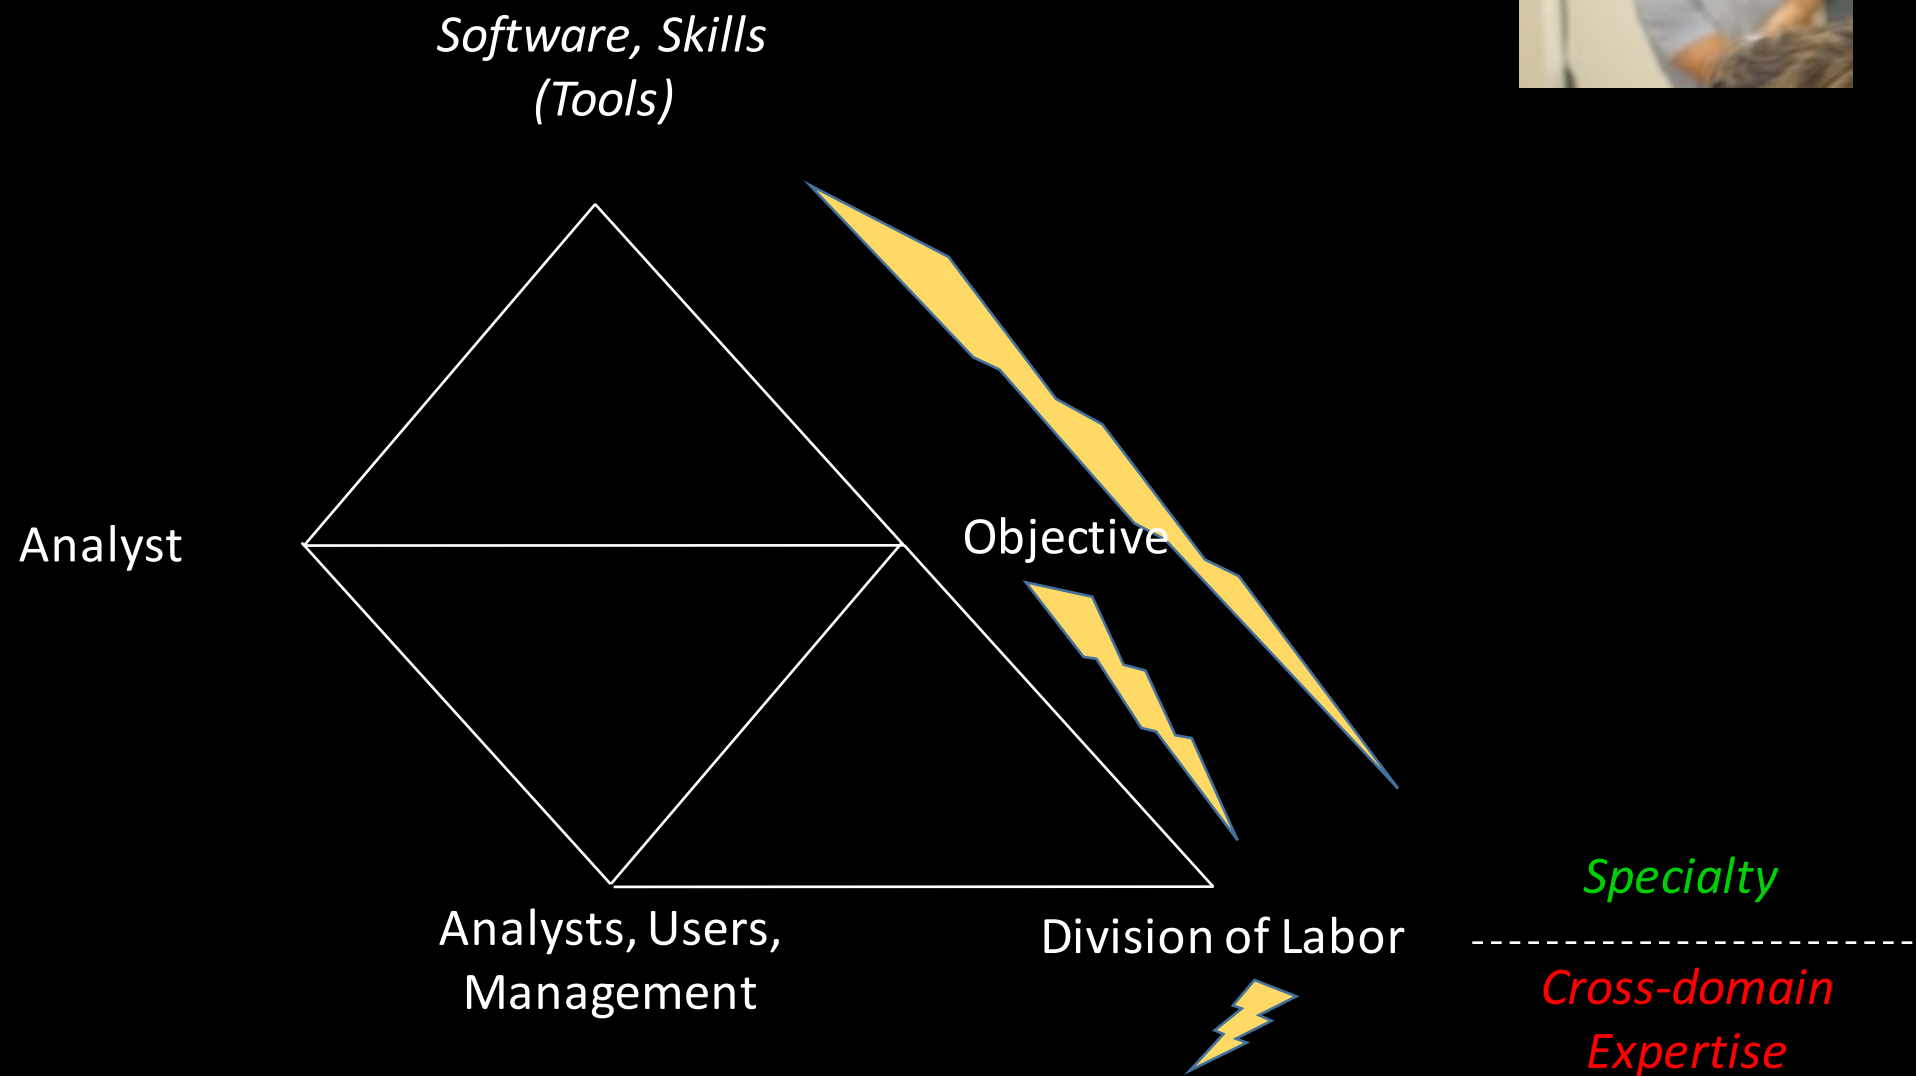 Software, Skills
(Tools)
Analyst
Objective
Analysts, Users,
Management
Division of Labor
Specialty
Cross-domain
Expertise